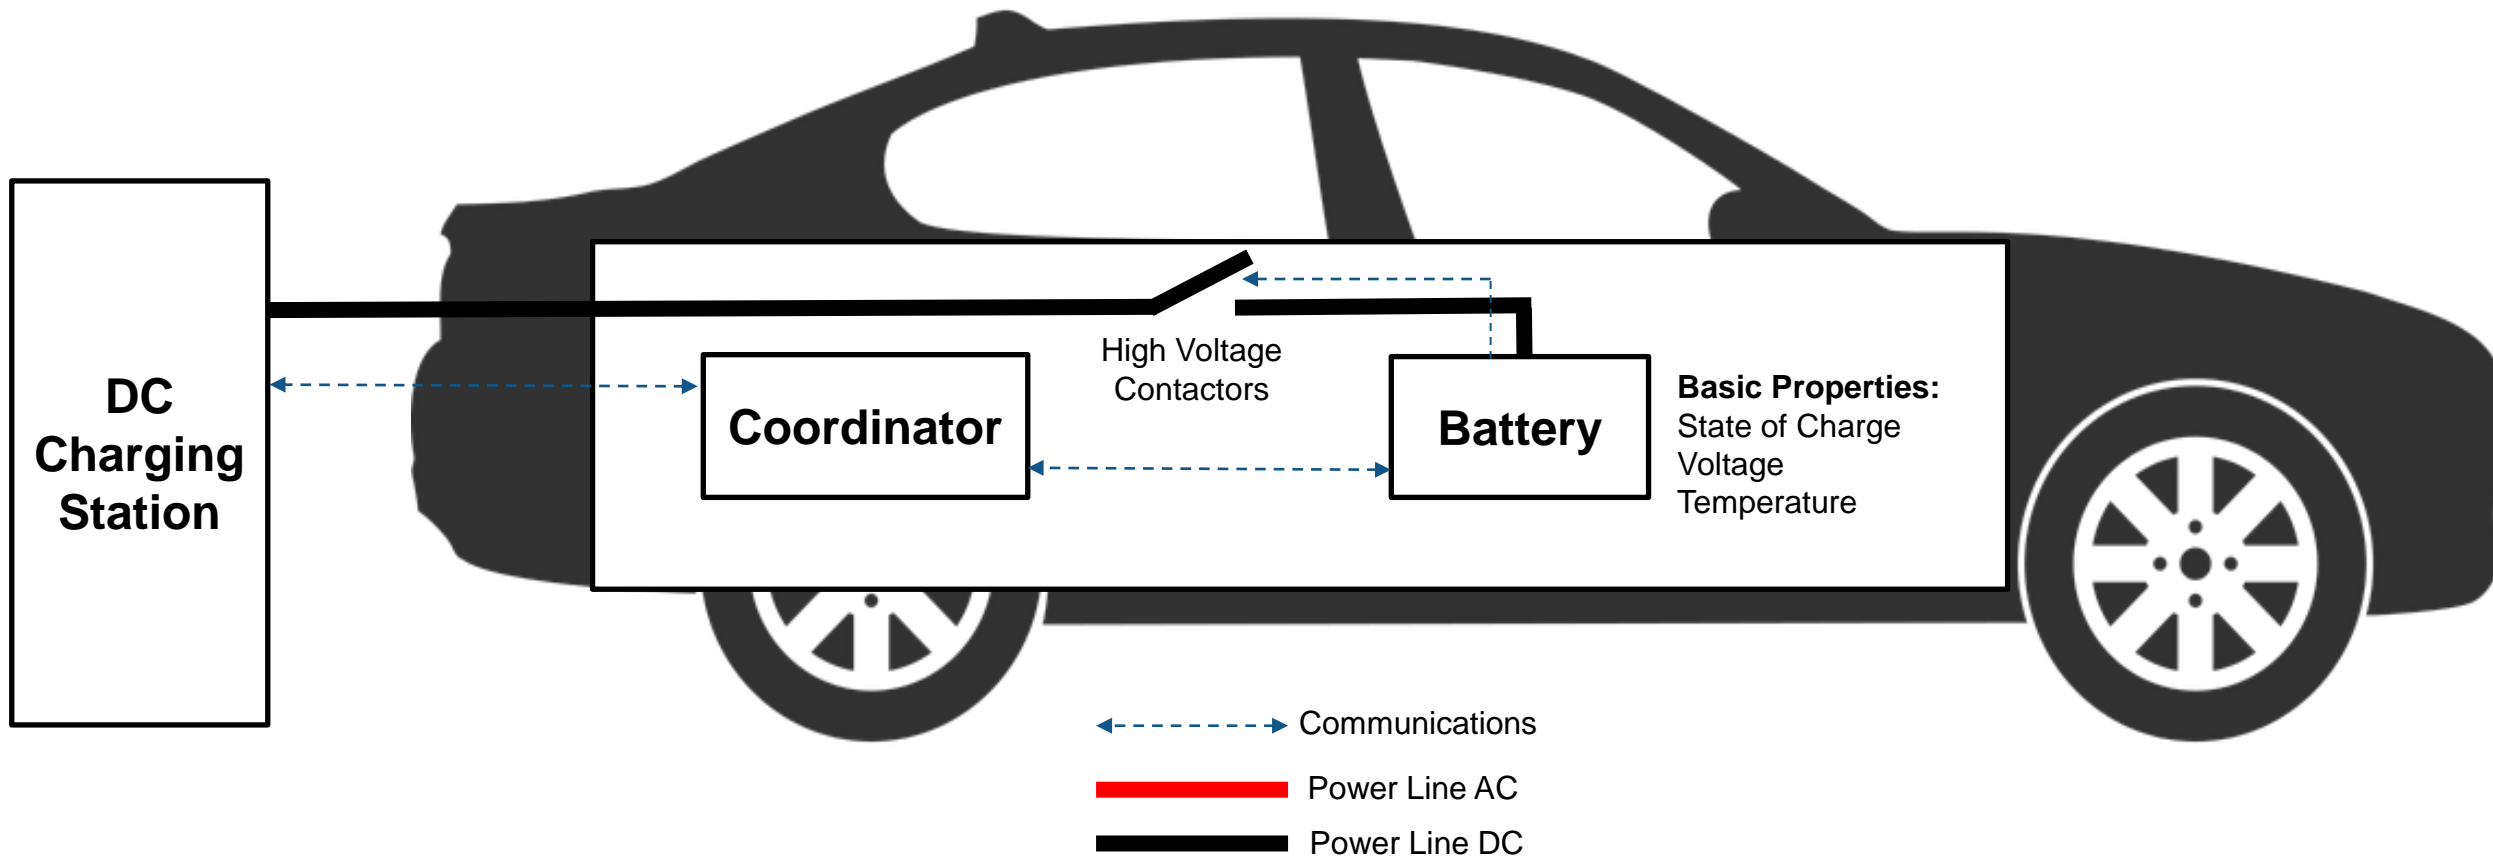 DC
Charging
Station
High Voltage
Contactors
Coordinator
Battery
Basic Properties:
State of Charge
Voltage
Temperature
Communications
Power Line AC
Power Line DC